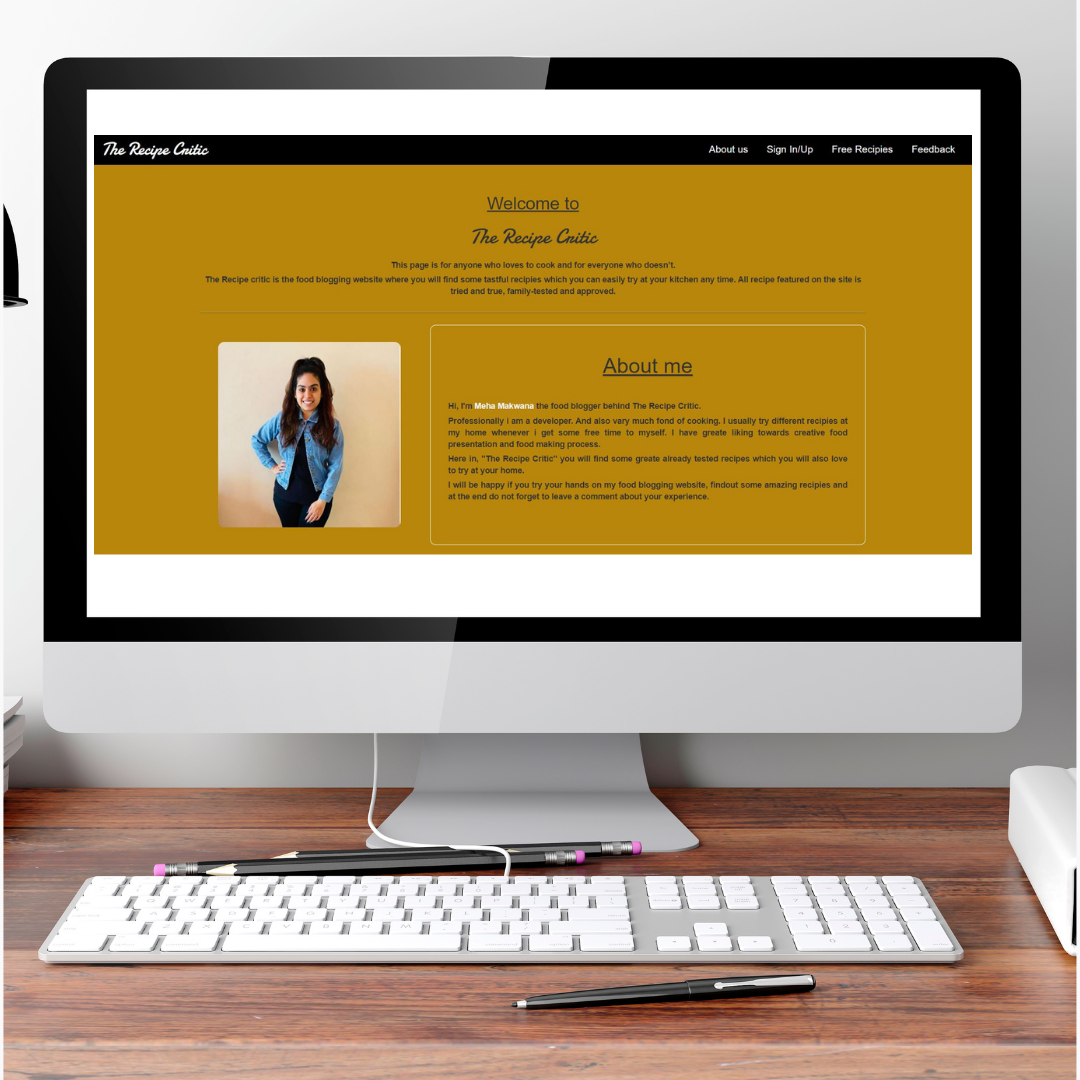 The Recipe Critic
About us Sign In/Up Free Recipies Feedback
Welcome to
The Recipe Critic
This page is for anyone who loves to cook and for everyone who doesn't.
The Recipe critic is the food blogging website where you will find some tastful recipies which you can easily try at your kitchen any time. All recipe featured on the site is
tried and true, family-tested and approved.
About me
Hi, I'm Meha Makwana the food blogger behind The Recipe Critic.
Professionally i am a developer. And also vary much fond of cooking. I usually try different recipies at
my home whenever i get some free time to myself. I have greate liking towards creative food
presentation and food making process.
Here in, "The Recipe Critic" you will find some greate already tested recipes which you will also love
to try at your home.
I will be happy if you try your hands on my food blogging website, findout some amazing recipies and
at the end do not forget to leave a comment about your experience.